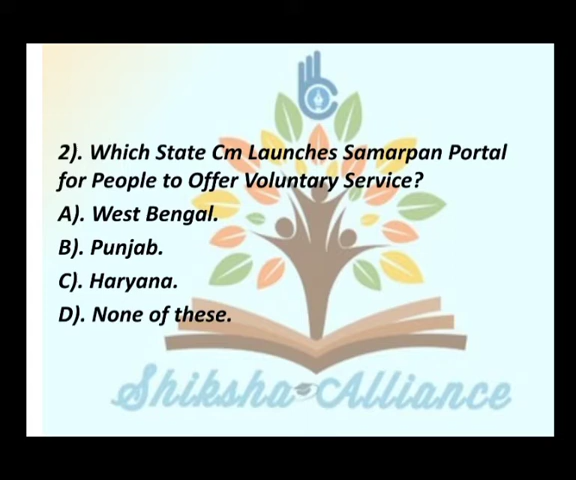 2). Which State Cm Launches Samarpan Portal
for People to Offer Voluntary Service?
A). West Bengal.
B). Punjab.
C). Haryana.
D). None of these.
Shiksha Alliance